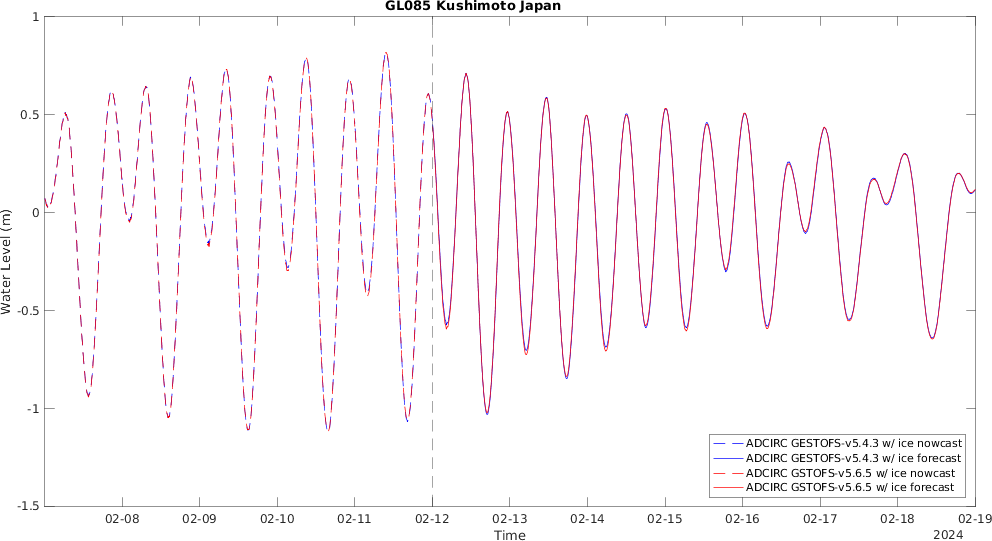 GL085 Kushimoto Japan
1
0.5
0
-0.5
-1
-1.5
Water Level (m)
02-08 02-09 02-10 02-11 02-12 02-13 02-14 02-15 02-16 02-17 02-18 02-19
Time
2024
ADCIRC GESTOFS-v5.4.3 w/ ice nowcast
ADCIRC GESTOFS-v5.4.3 w/ ice forecast
ADCIRC GSTOFS-v5.6.5 w/ ice nowcast
ADCIRC GSTOFS-v5.6.5 w/ ice forecast